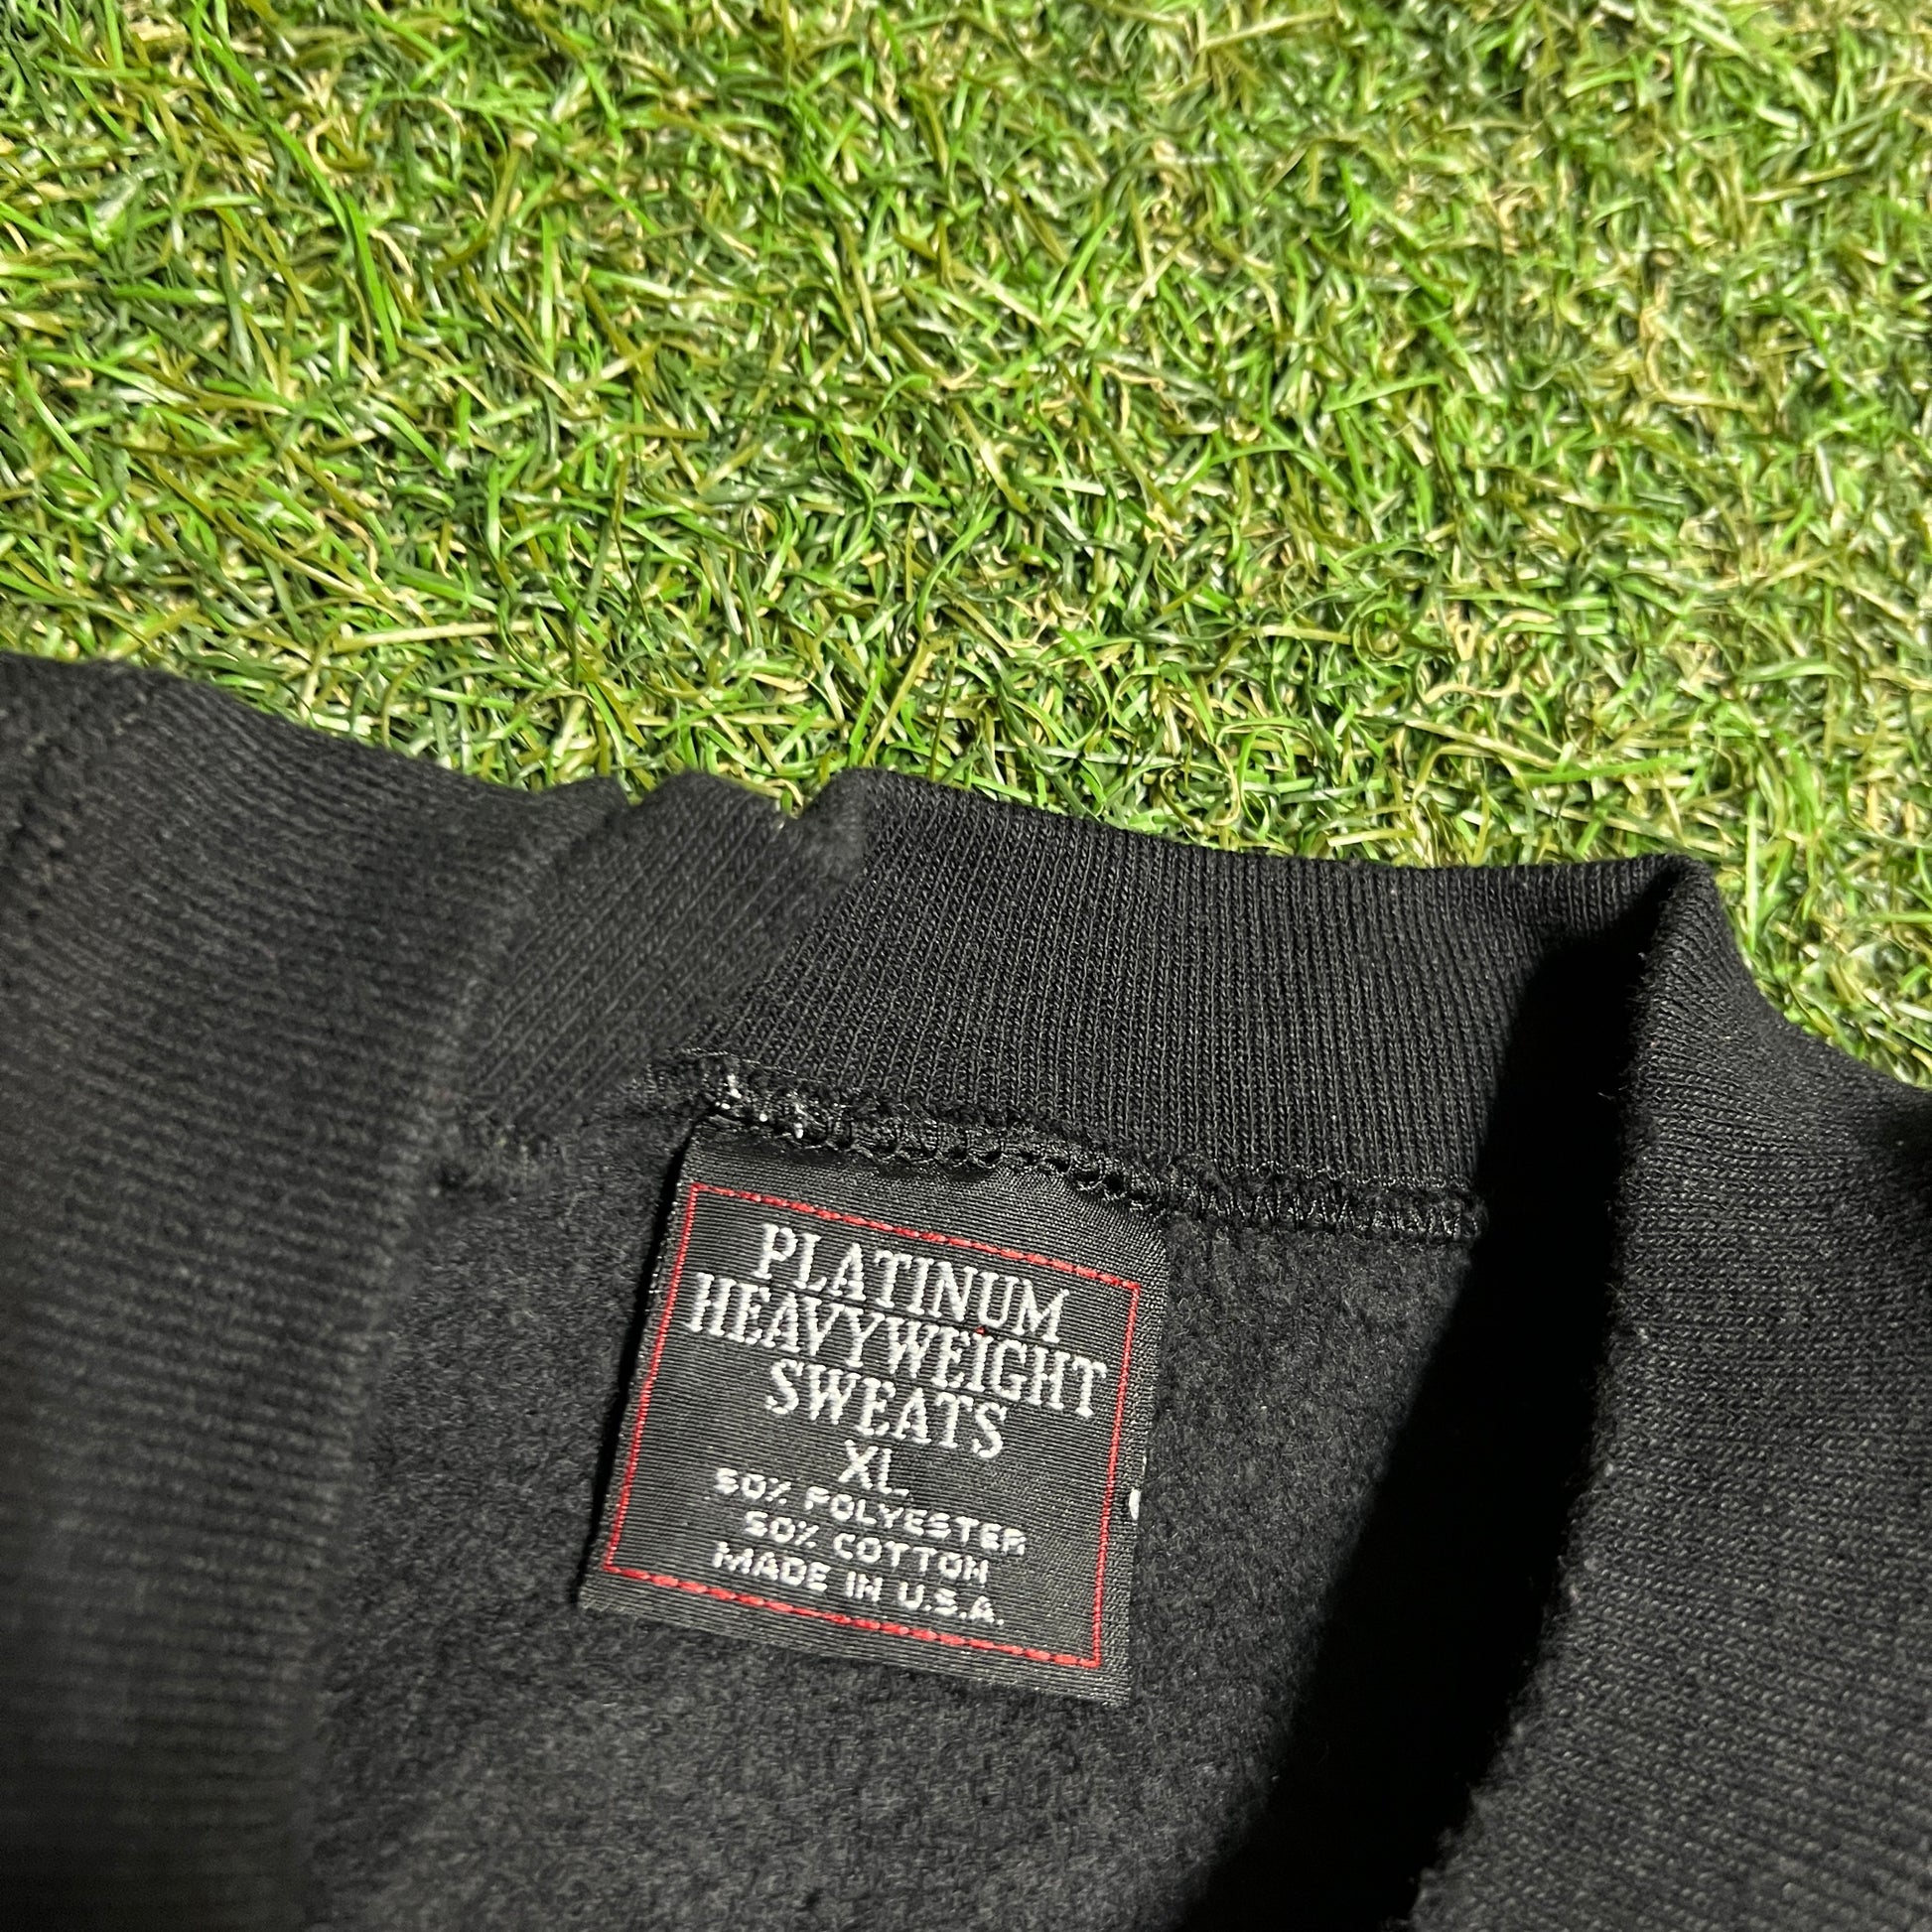 PLATINUM
HEAVYWEIGHT
SWEATS
XL
50% POLYESTER
50% COTTON
MADE IN U.S.A.